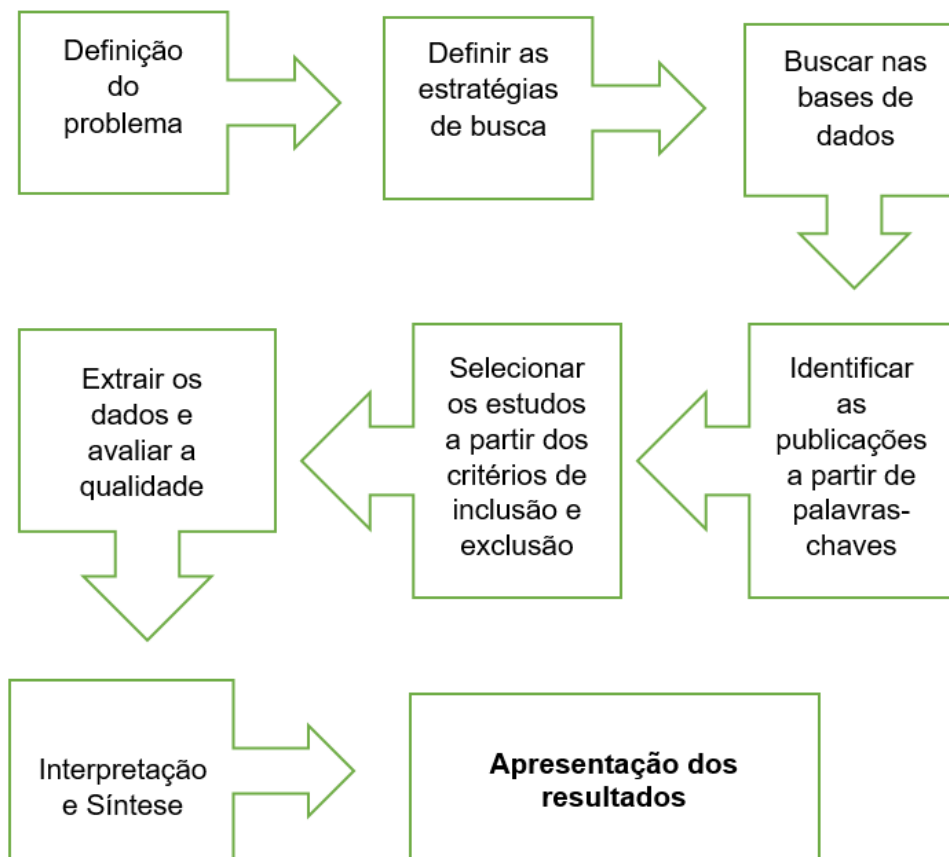 Definição
do
problema
Definir as
estratégias
de busca
Buscar nas
bases de
dados
Identificar
as
publicações
a partir de
palavras-
chaves
Selecionar
os estudos
a partir dos
critérios de
inclusão e
exclusão
Extrair os
dados e
avaliar a
qualidade
Interpretação
e Síntese
Apresentação dos
resultados